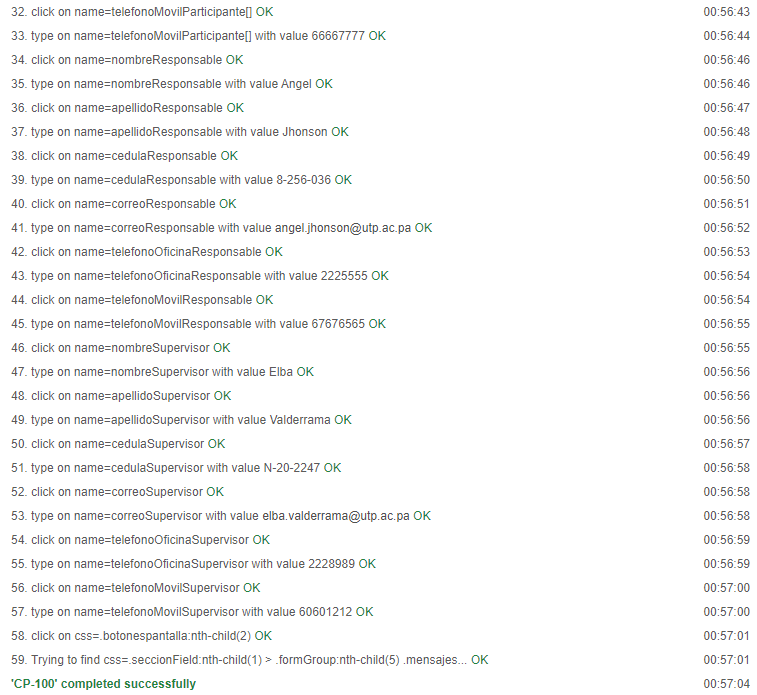 32. click on name=telefonoMovilParticipante[] OK 00:56:43
33. type on name=telefonoMovilParticipante[] with value 66667777 OK 00:56:44
34. click on name=nombreResponsable OK 00:56:46
35. type on name=nombreResponsable with value Angel OK 00:56:46
36. click on name=apellidoResponsable OK 00:56:47
37. type on name=apellidoResponsable with value Jhonson OK 00:56:48
38. click on name=cedulaResponsable OK 00:56:49
39. type on name=cedulaResponsable with value 8-256-036 OK 00:56:50
40. click on name=correoResponsable OK 00:56:51
41. type on name=correoResponsable with value angel.jhonson@utp.ac.pa OK 00:56:52
42. click on name=telefonoOficinaResponsable OK 00:56:53
43. type on name=telefonoOficinaResponsable with value 2225555 OK 00:56:54
44. click on name=telefonoMovilResponsable OK 00:56:54
45. type on name=telefonoMovilResponsable with value 67676565 OK 00:56:55
46. click on name=nombreSupervisor OK 00:56:55
47. type on name=nombreSupervisor with value Elba OK 00:56:56
48. click on name=apellidoSupervisor OK 00:56:56
49. type on name=apellidoSupervisor with value Valderrama OK 00:56:56
50. click on name=cedulaSupervisor OK 00:56:57
51. type on name=cedulaSupervisor with value N-20-2247 OK 00:56:58
52. click on name=correoSupervisor OK 00:56:58
53. type on name=correoSupervisor with value elba.valderrama@utp.ac.pa OK 00:56:58
54. click on name=telefonoOficinaSupervisor OK 00:56:59
55. type on name=telefonoOficinaSupervisor with value 2228989 OK 00:56:59
56. click on name=telefonoMovilSupervisor OK 00:57:00
57. type on name=telefonoMovilSupervisor with value 60601212 OK 00:57:00
58. click on css=.botonespantalla:nth-child(2) OK 00:57:01
59. Trying to find css=.seccionField:nth-child(1) > .formGroup:nth-child(5) .mensajes... OK 00:57:01
'CP-100' completed successfully 00:57:04